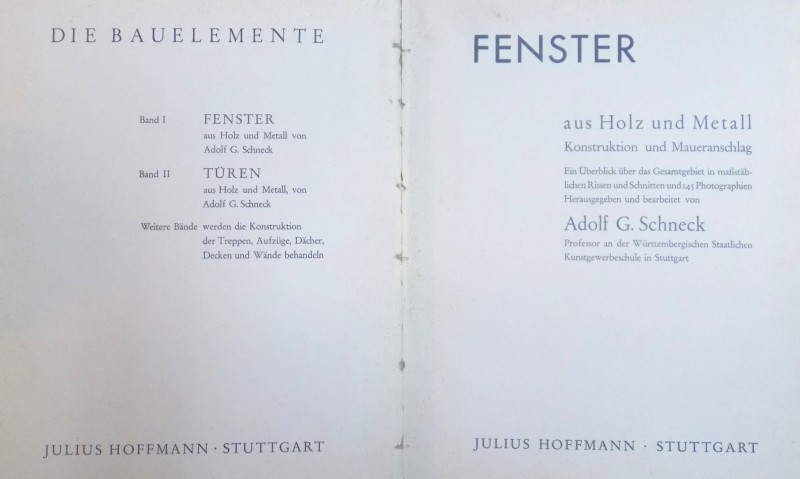 DIE BAUELEMENTE
Band I FENSTER
aus Holz und Metall von
Adolf G. Schneck
Band II TÜREN
aus Holz und Metall, von
Adolf G. Schneck
Weitere Bände werden die Konstruktion
der Treppen, Aufzüge, Dächer,
Decken und Wände behandeln
JULIUS HOFFMANN · STUTTGART
FENSTER
aus Holz und Metall
Konstruktion und Maueranschlag
Ein Überblick über das Gesamtgebiet in maßstäb-
lichen Rissen und Schnitten und 145 Photographien
Herausgegeben und bearbeitet von
Adolf G. Schneck
Professor an der Württembergischen Staatlichen
Kunstgewerbeschule in Stuttgart
JULIUS HOFFMANN · STUTTGART